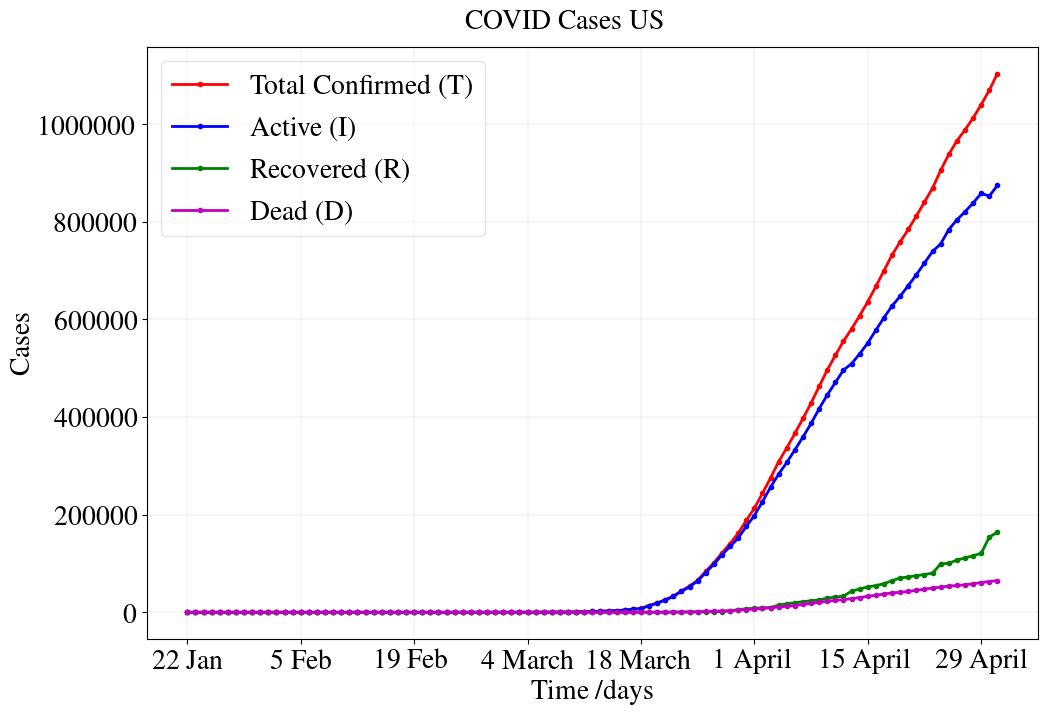 COVID Cases US
Total Confirmed (T)
Active (I)
Recovered (R)
Dead (D)
1000000
800000
600000
400000
200000
0
Cases
22 Jan 5 Feb 19 Feb 4 March 18 March 1 April 15 April 29 April
Time /days